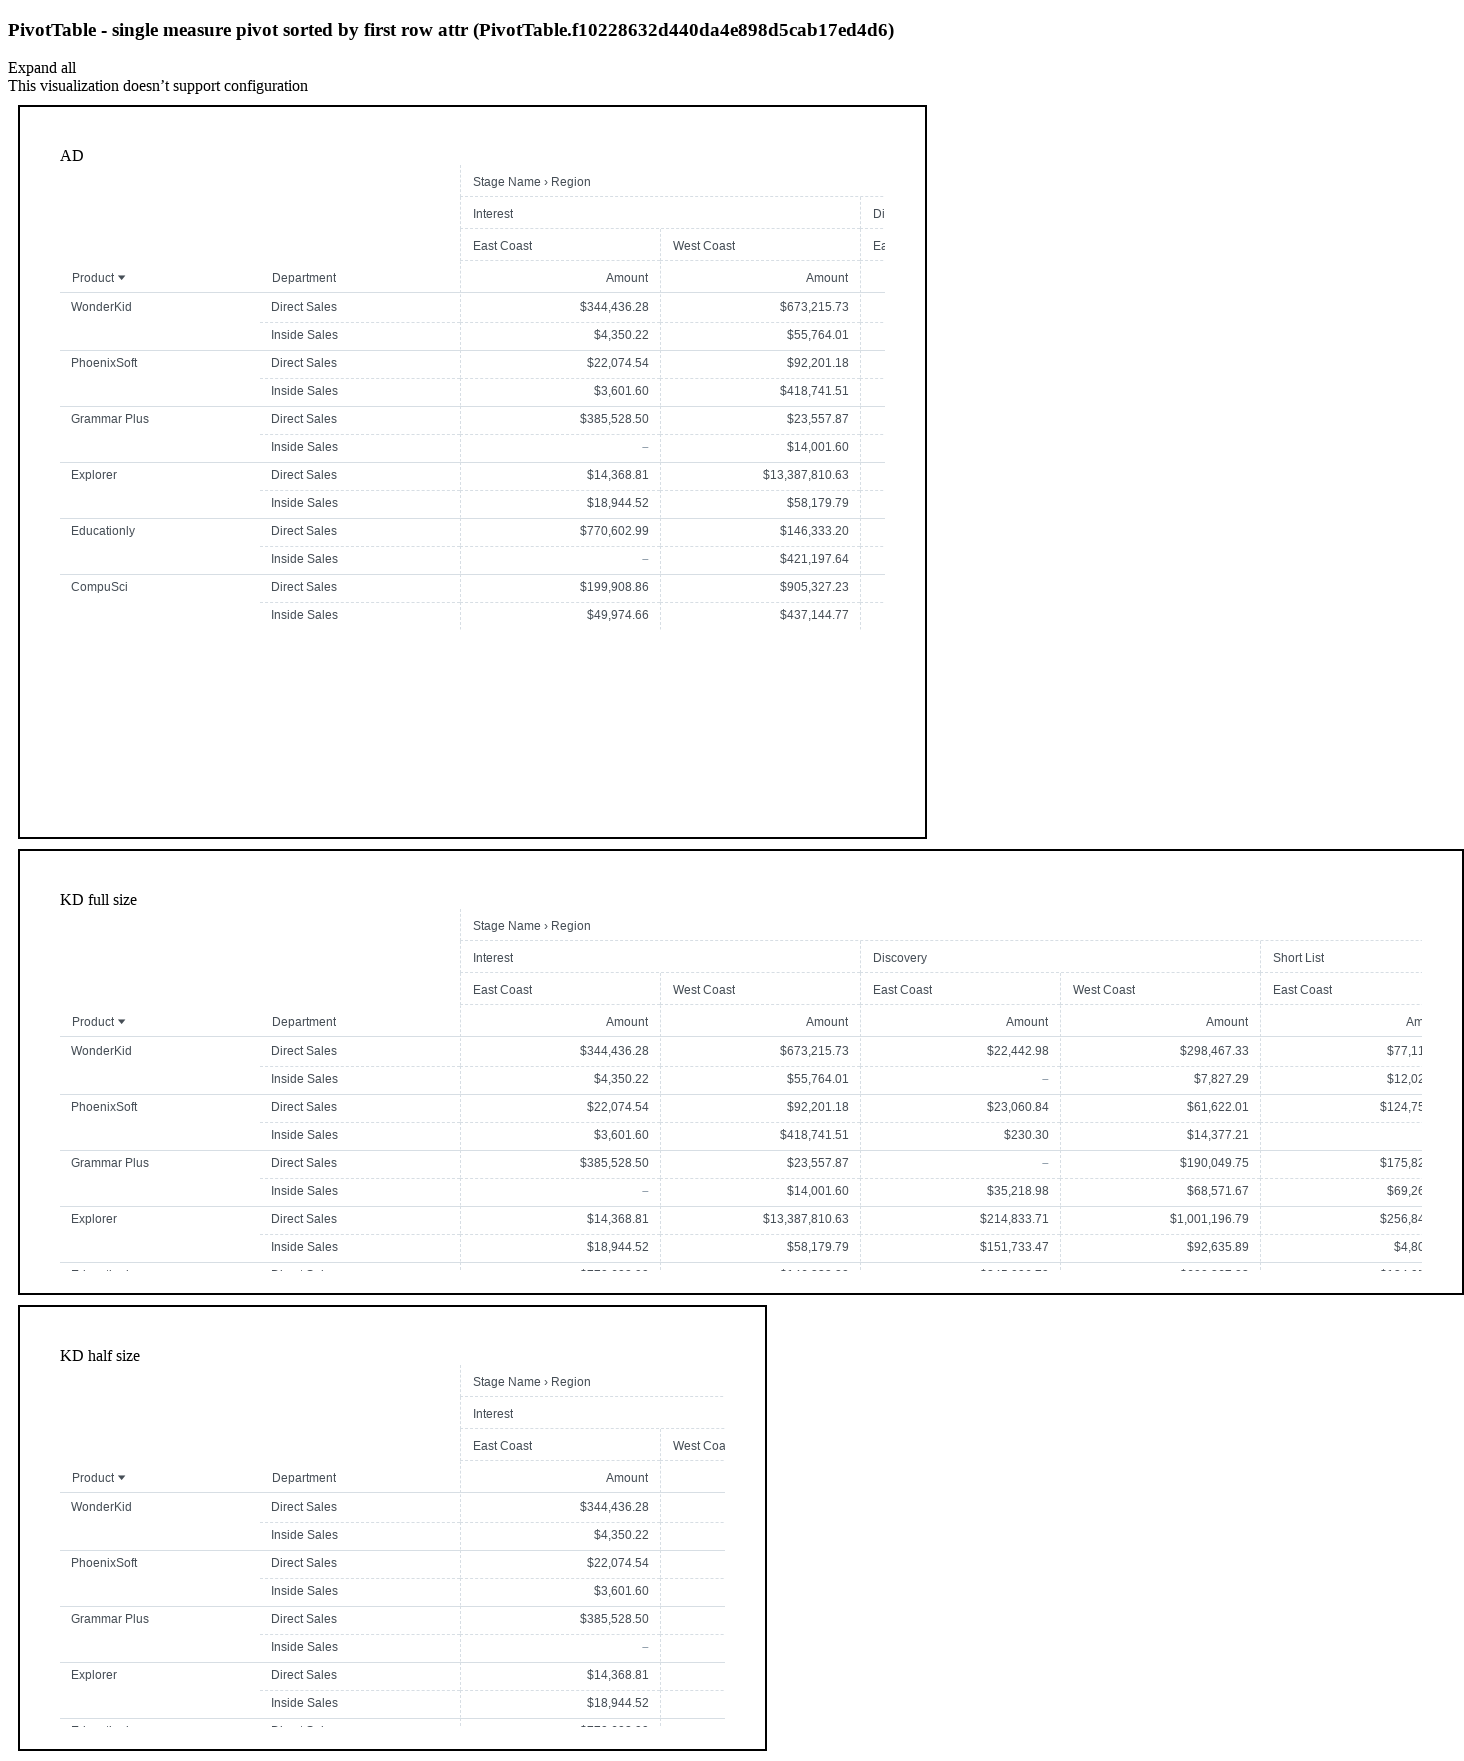 PivotTable - single measure pivot sorted by first row attr (PivotTable.f10228632d440da4e898d5cab17ed4d6)
Expand all
This visualization doesn’t support configuration
AD
Stage Name › Region
Interest Di
East Coast West Coast Ea
Product Department Amount Amount
WonderKid Direct Sales $344,436.28 $673,215.73
Inside Sales $4,350.22 $55,764.01
PhoenixSoft Direct Sales $22,074.54 $92,201.18
Inside Sales $3,601.60 $418,741.51
Grammar Plus Direct Sales $385,528.50 $23,557.87
Inside Sales – $14,001.60
Explorer Direct Sales $14,368.81 $13,387,810.63
Inside Sales $18,944.52 $58,179.79
Educationly Direct Sales $770,602.99 $146,333.20
Inside Sales – $421,197.64
CompuSci Direct Sales $199,908.86 $905,327.23
Inside Sales $49,974.66 $437,144.77
KD full size
Stage Name › Region
Interest Discovery Short List
East Coast West Coast East Coast West Coast East Coast
Product Department Amount Amount Amount Amount Am
WonderKid Direct Sales $344,436.28 $673,215.73 $22,442.98 $298,467.33 $77,11
Inside Sales $4,350.22 $55,764.01 – $7,827.29 $12,02
PhoenixSoft Direct Sales $22,074.54 $92,201.18 $23,060.84 $61,622.01 $124,75
Inside Sales $3,601.60 $418,741.51 $230.30 $14,377.21
Grammar Plus Direct Sales $385,528.50 $23,557.87 – $190,049.75 $175,82
Inside Sales – $14,001.60 $35,218.98 $68,571.67 $69,26
Explorer Direct Sales $14,368.81 $13,387,810.63 $214,833.71 $1,001,196.79 $256,84
Inside Sales $18,944.52 $58,179.79 $151,733.47 $92,635.89 $4,80
KD half size
Stage Name › Region
Interest
East Coast West Coa
Product Department Amount
WonderKid Direct Sales $344,436.28
Inside Sales $4,350.22
PhoenixSoft Direct Sales $22,074.54
Inside Sales $3,601.60
Grammar Plus Direct Sales $385,528.50
Inside Sales –
Explorer Direct Sales $14,368.81
Inside Sales $18,944.52